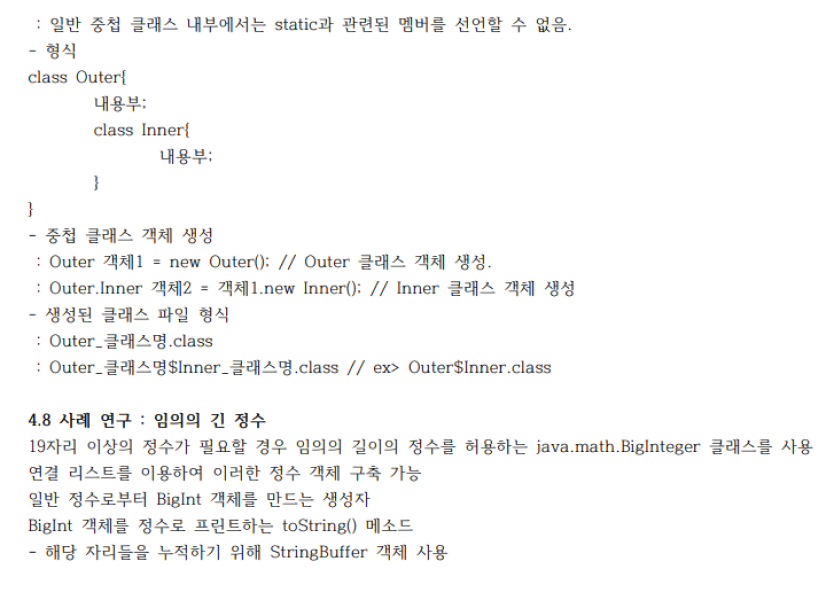 : 일반 중첩 클래스 내부에서는 static과 관련된 멤버를 선언할 수 없음.
- 형식
class Outer{
내용부;
class Inner{
내용부;
}
}
- 중첩 클래스 객체 생성
: Outer 객체1 = new Outer(); // Outer 클래스 객체 생성.
: Outer.Inner 객체2 = 객체1.new Inner(); // Inner 클래스 객체 생성
- 생성된 클래스 파일 형식
: Outer_클래스명.class
: Outer_클래스명$Inner_클래스명.class // ex> Outer$Inner.class
4.8 사례 연구 : 임의의 긴 정수
19자리 이상의 정수가 필요할 경우 임의의 길이의 정수를 허용하는 java.math.BigInteger 클래스를 사용
연결 리스트를 이용하여 이러한 정수 객체 구축 가능
일반 정수로부터 BigInt 객체를 만드는 생성자
BigInt 객체를 정수로 프린트하는 toString() 메소드
- 해당 자리들을 누적하기 위해 StringBuffer 객체 사용